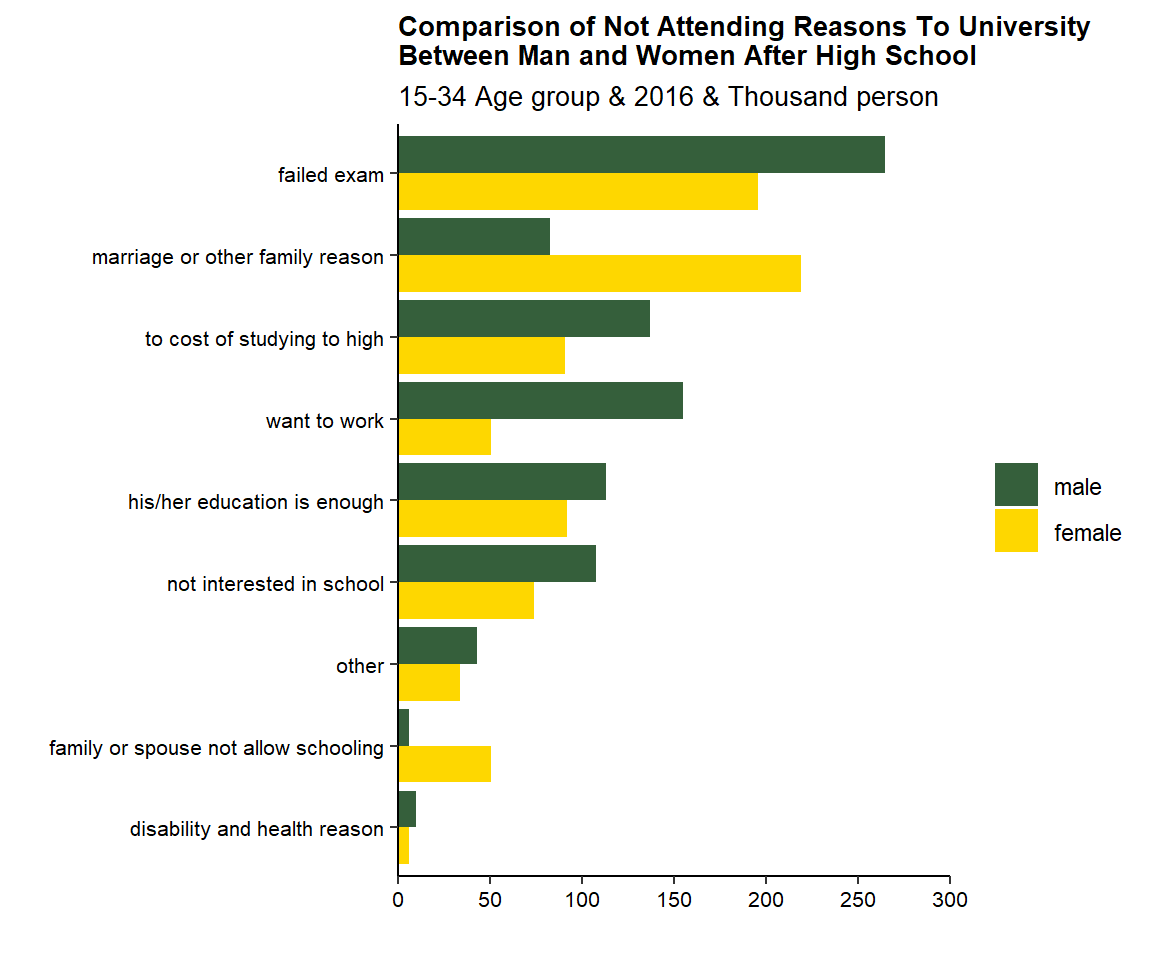 Comparison of Not Attending Reasons To University
Between Man and Women After High School
15-34 Age group & 2016 & Thousand person
failed exam
marriage or other family reason
to cost of studying to high
want to work
his/her education is enough
not interested in school
other
family or spouse not allow schooling
disability and health reason
0 50 100 150 200 250 300
male
female